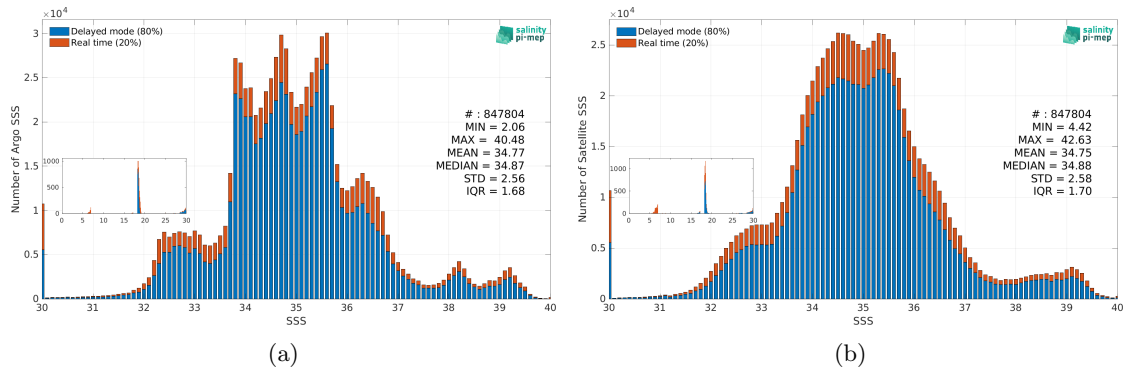 ×10⁴
3
2.5
2
1.5
1
0.5
0
Number of Argo SSS
Delayed mode (80%)
Real time (20%)
salinity
pi-mep
# : 847804
MIN = 2.06
MAX = 40.48
MEAN = 34.77
MEDIAN = 34.87
STD = 2.56
IQR = 1.68
1000
500
0
0 5 10 15 20 25 30
30 31 32 33 34 35 36 37 38 39 40
SSS
(a)
×10⁴
2.5
2
1.5
1
0.5
0
Number of Satellite SSS
Delayed mode (80%)
Real time (20%)
salinity
pi-mep
# : 847804
MIN = 4.42
MAX = 42.63
MEAN = 34.75
MEDIAN = 34.88
STD = 2.58
IQR = 1.70
1000
500
0
0 5 10 15 20 25 30
30 31 32 33 34 35 36 37 38 39 40
SSS
(b)